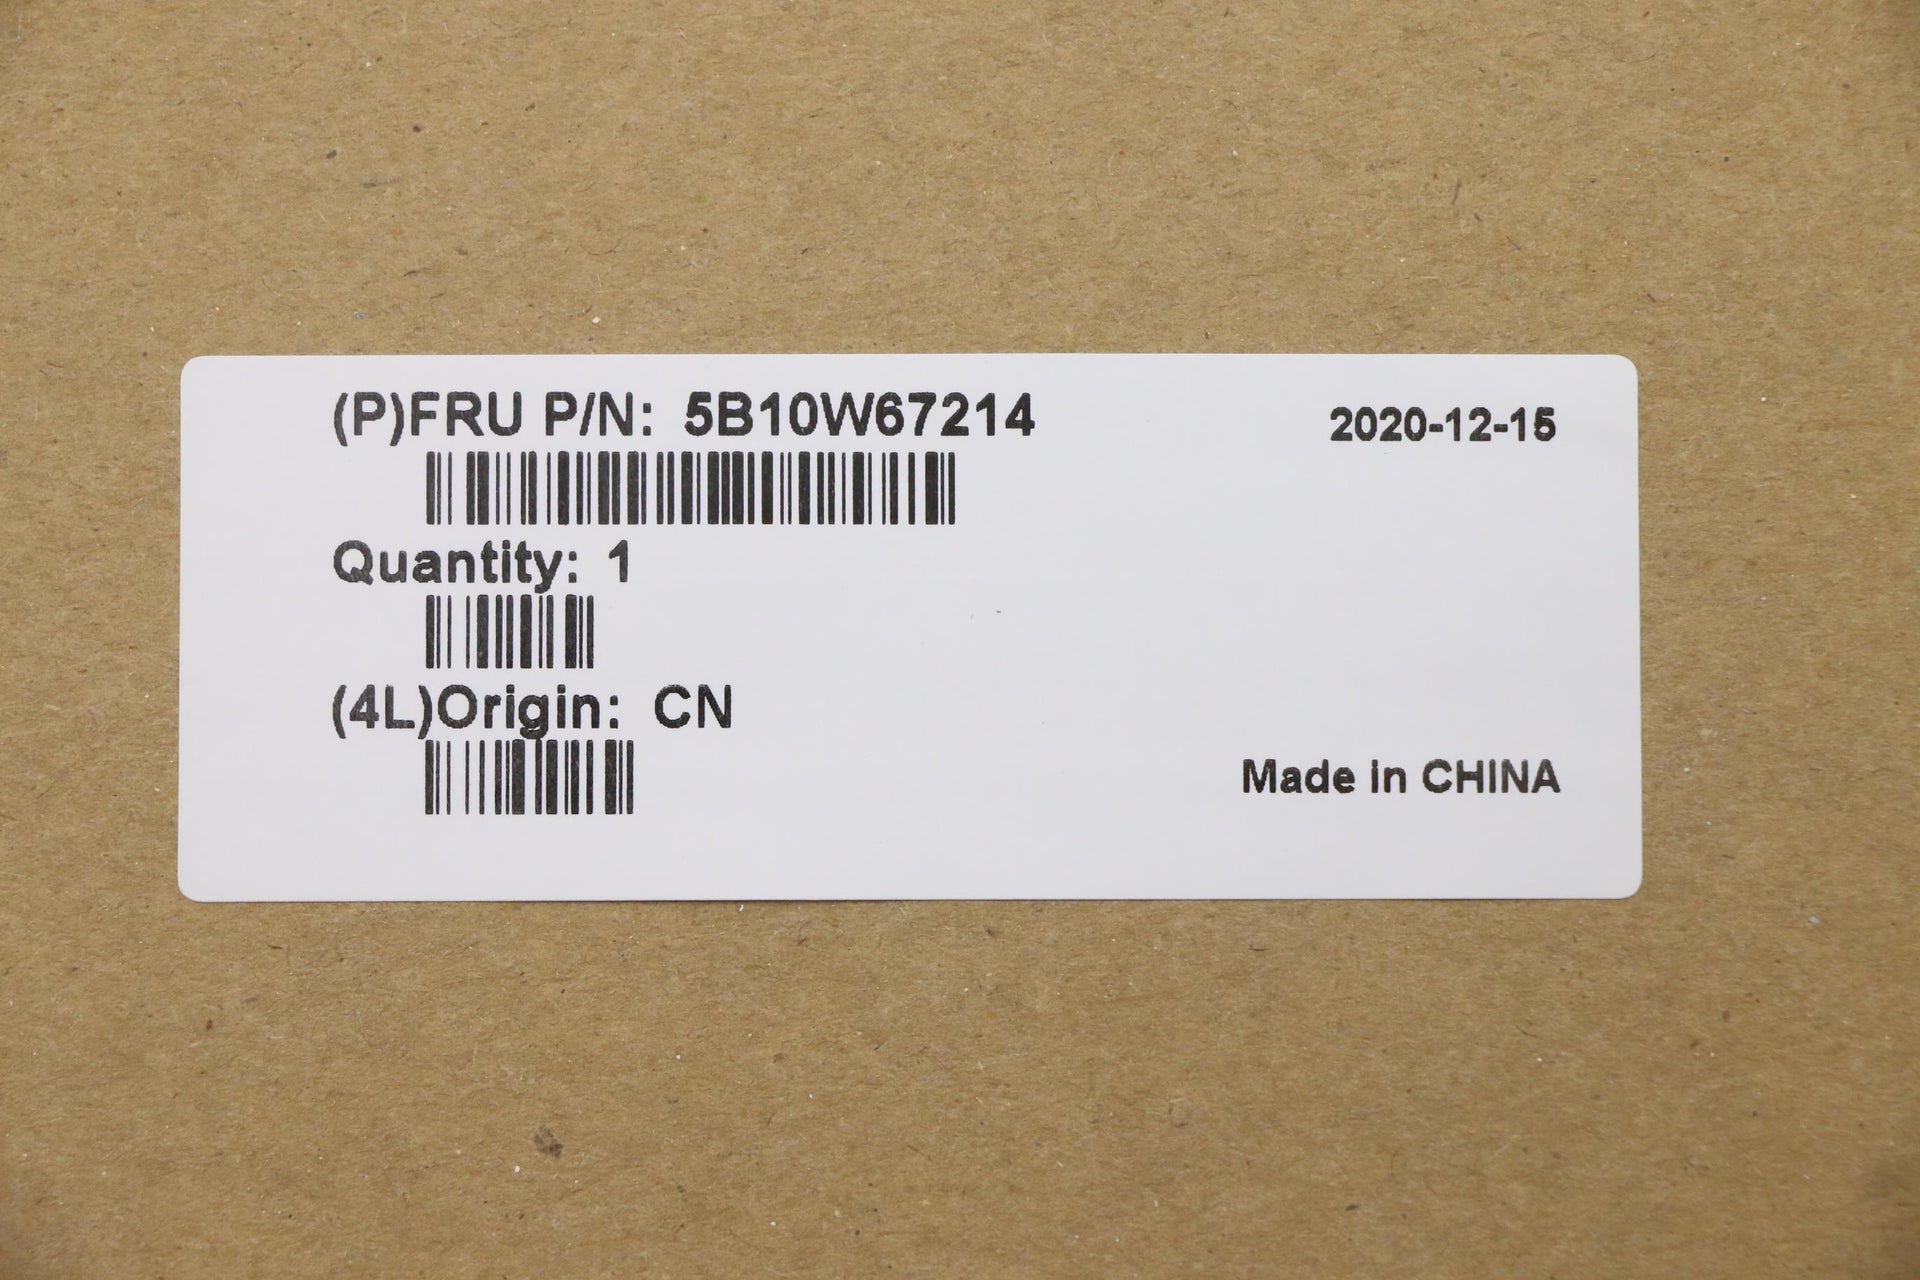 (P)FRU P/N: 5B10W67214
2020-12-15
Quantity: 1
(4L)Origin: CN
Made in CHINA